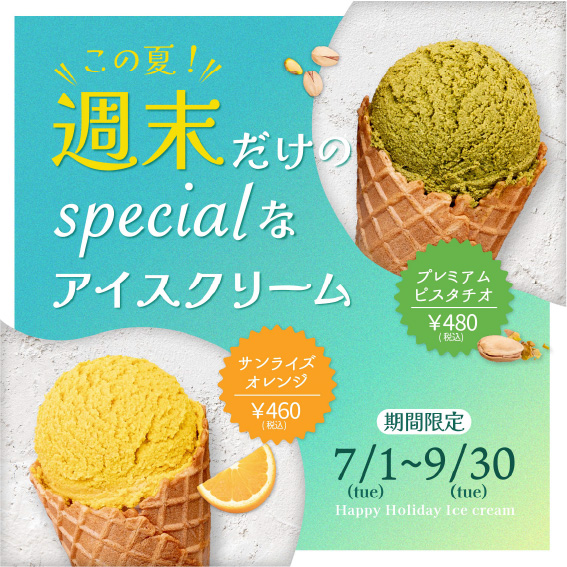 この夏!
週末だけの
specialな
アイスクリーム
プレミアム
ピスタチオ
¥480
(税込)
サンライズ
オレンジ
¥460
(税込)
期間限定
7/1~9/30
(tue) (tue)
Happy Holiday Ice cream